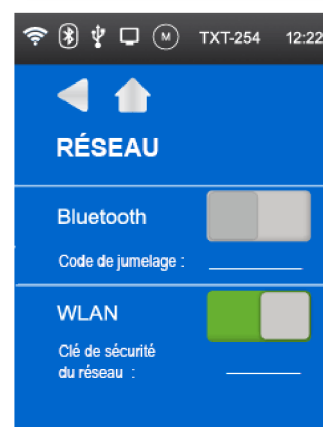 M TXT-254 12:22
RÉSEAU
Bluetooth
Code de jumelage :
WLAN
Clé de sécurité
du réseau :